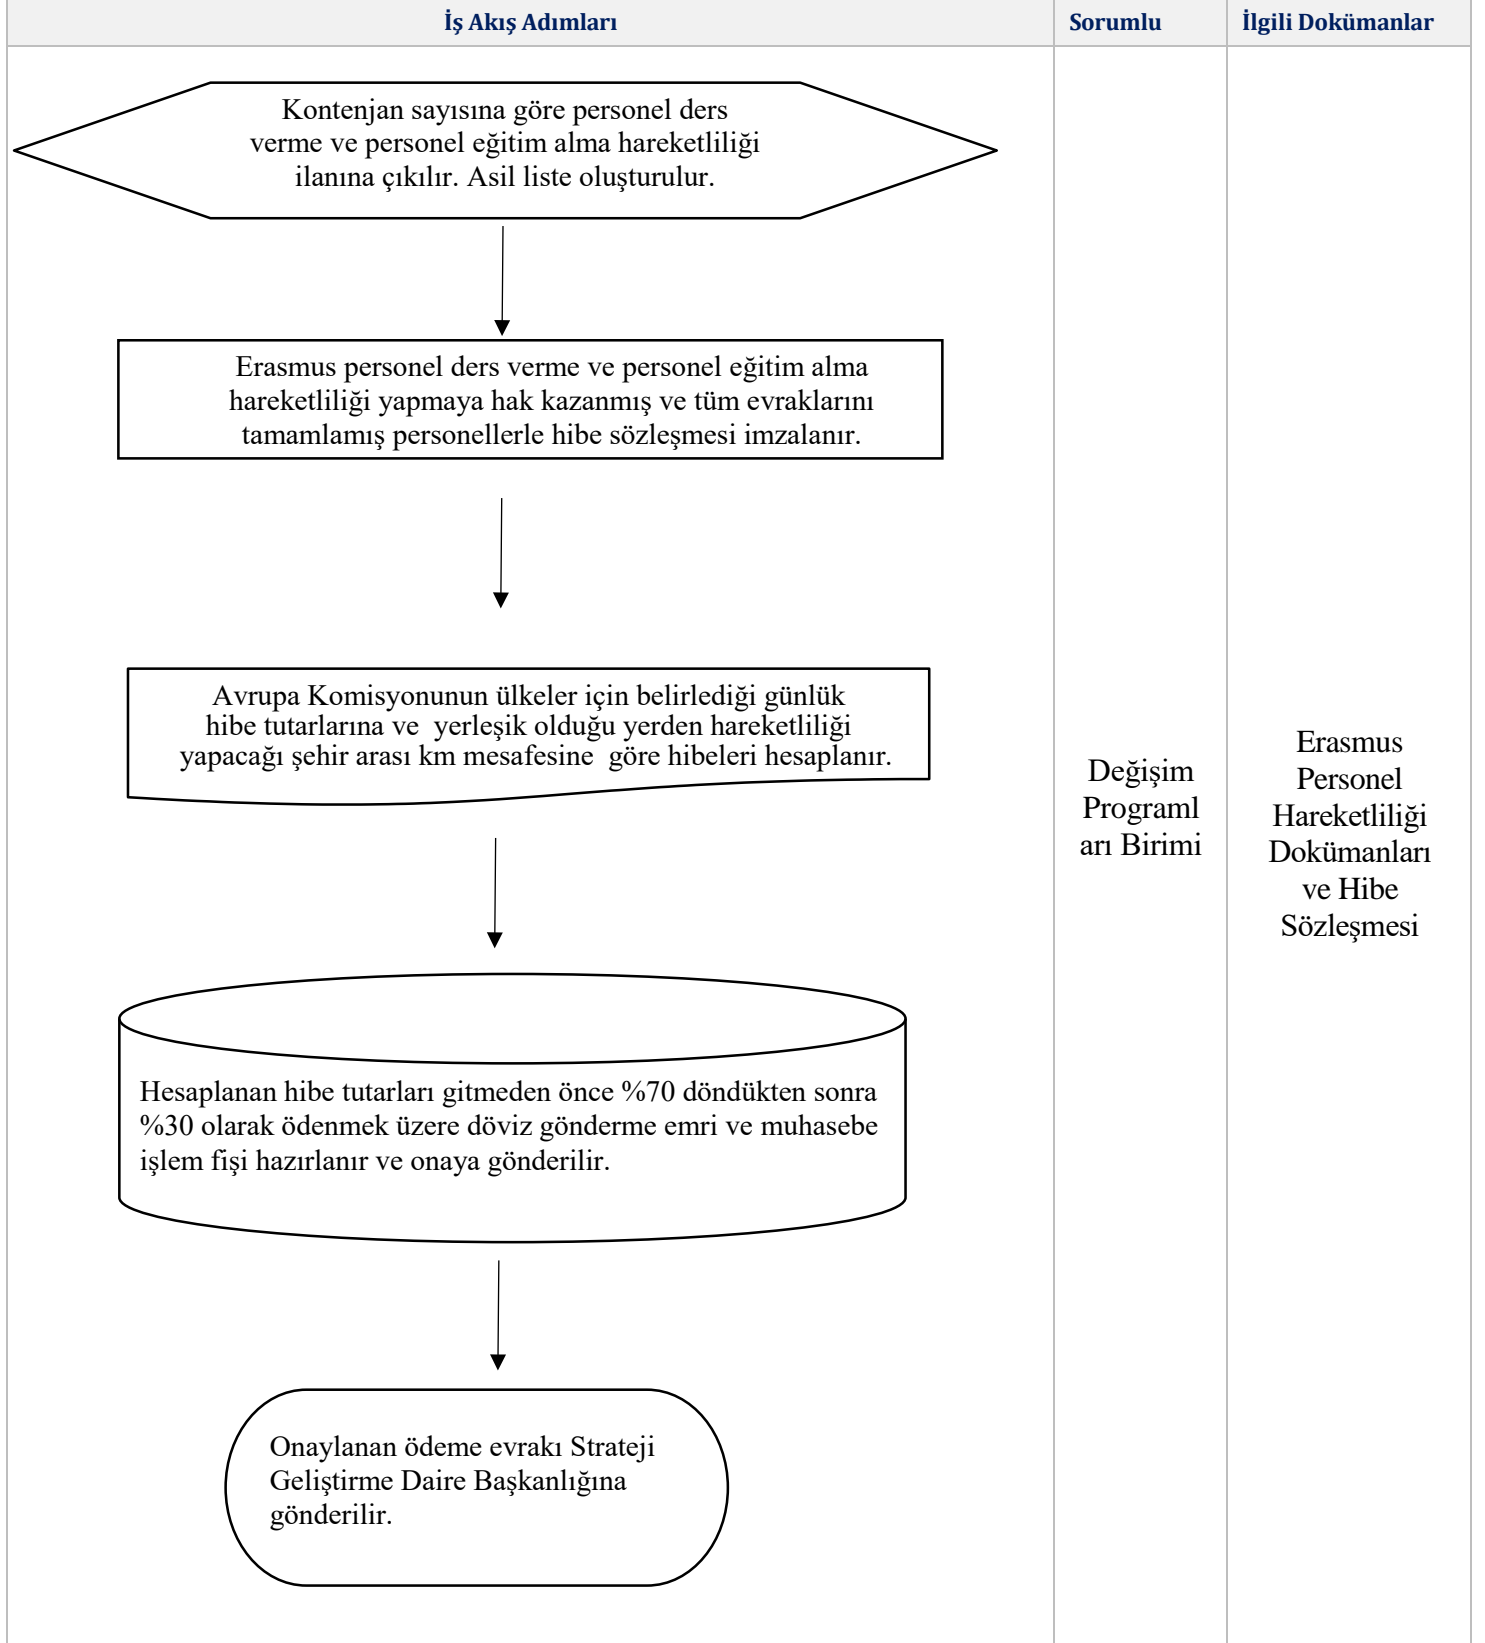 İş Akış Adımları
Sorumlu
İlgili Dokümanlar
Kontenjan sayısına göre personel ders
verme ve personel eğitim alma hareketliliği
ilanına çıkılır. Asil liste oluşturulur.
Erasmus personel ders verme ve personel eğitim alma
hareketliliği yapmaya hak kazanmış ve tüm evraklarını
tamamlamış personellerle hibe sözleşmesi imzalanır.
Avrupa Komisyonunun ülkeler için belirlediği günlük
hibe tutarlarına ve  yerleşik olduğu yerden hareketliliği
yapacağı şehir arası km mesafesine  göre hibeleri hesaplanır.
Hesaplanan hibe tutarları gitmeden önce %70 döndükten sonra
%30 olarak ödenmek üzere döviz gönderme emri ve muhasebe
işlem fişi hazırlanır ve onaya gönderilir.
Onaylanan ödeme evrakı Strateji
Geliştirme Daire Başkanlığına
gönderilir.
Değişim
Programl
arı Birimi
Erasmus
Personel
Hareketliliği
Dokümanları
ve Hibe
Sözleşmesi